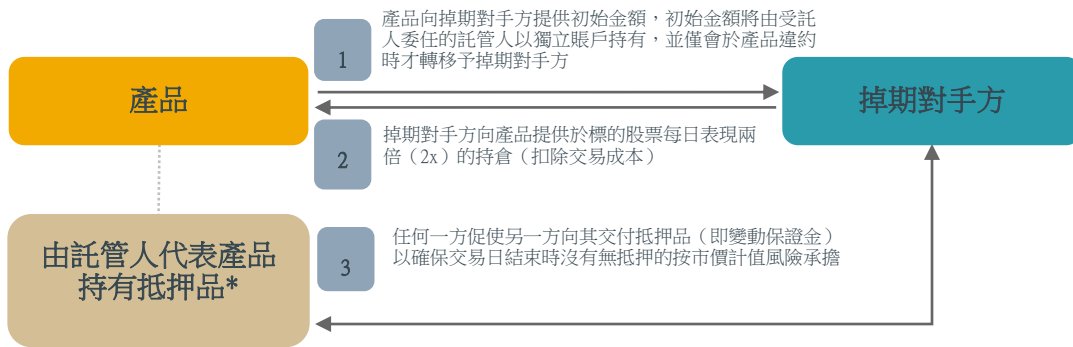 產品向掉期對手方提供初始金額，初始金額將由受託
人委任的託管人以獨立賬戶持有，並僅會於產品違約
時才轉移予掉期對手方
1
產品
掉期對手方
2
掉期對手方向產品提供於標的股票每日表現兩
倍（2x）的持倉（扣除交易成本）
由託管人代表產品
持有抵押品*
3
任何一方促使另一方向其交付抵押品（即變動保證金）
以確保交易日結束時沒有無抵押的按市價計值風險承擔